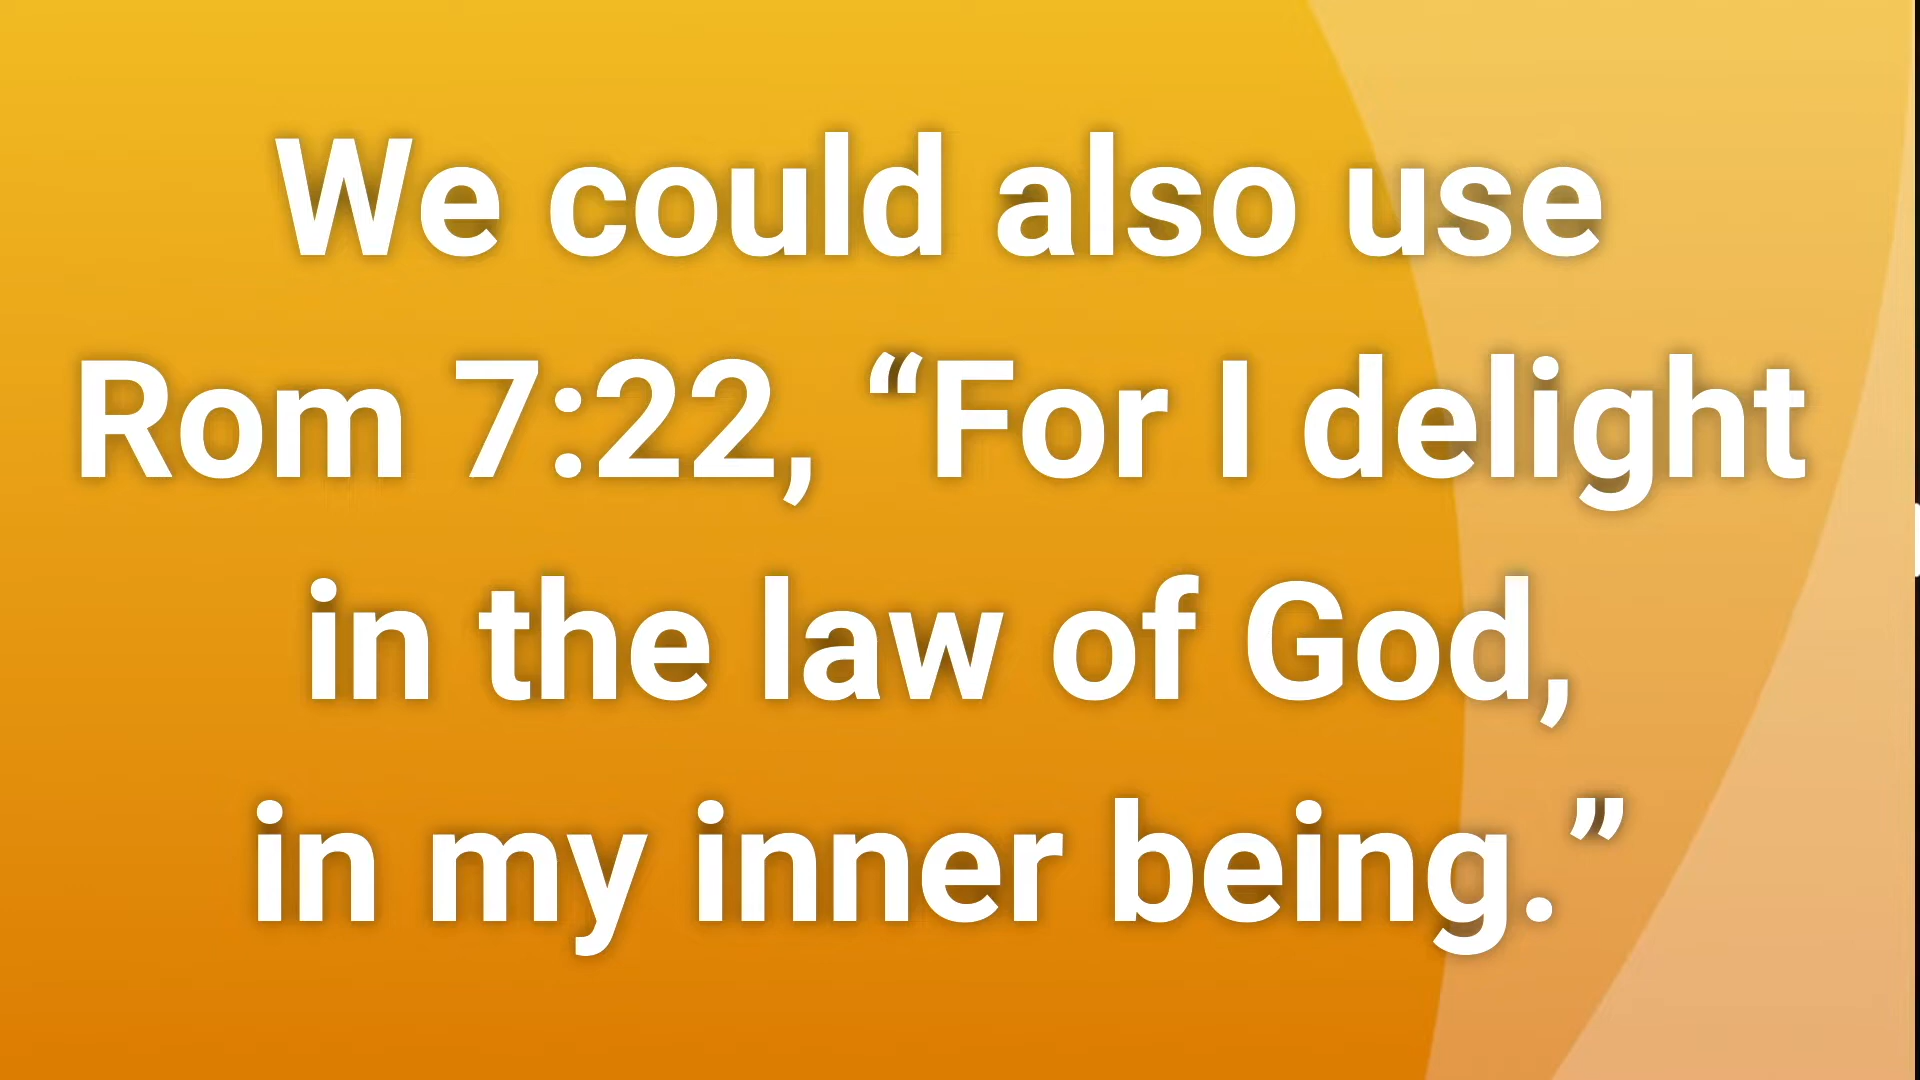 We could also use
Rom 7:22, “For I delight
in the law of God,
in my inner being.”